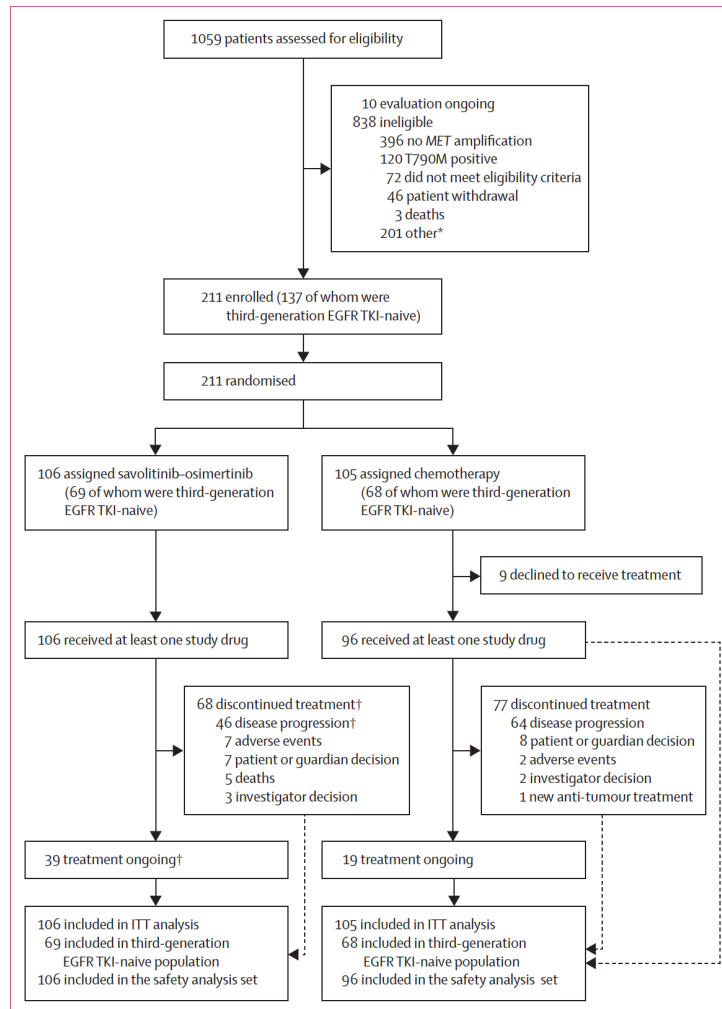 1059 patients assessed for eligibility
10 evaluation ongoing
838 ineligible
396 no MET amplification
120 T790M positive
72 did not meet eligibility criteria
46 patient withdrawal
3 deaths
201 other*
211 enrolled (137 of whom were
third-generation EGFR TKI-naive)
211 randomised
106 assigned savolitinib–osimertinib
(69 of whom were third-generation
EGFR TKI-naive)
105 assigned chemotherapy
(68 of whom were third-generation
EGFR TKI-naive)
9 declined to receive treatment
106 received at least one study drug
96 received at least one study drug
68 discontinued treatment†
46 disease progression†
7 adverse events
7 patient or guardian decision
5 deaths
3 investigator decision
77 discontinued treatment
64 disease progression
8 patient or guardian decision
2 adverse events
2 investigator decision
1 new anti-tumour treatment
39 treatment ongoing†
19 treatment ongoing
106 included in ITT analysis
69 included in third-generation
EGFR TKI-naive population
106 included in the safety analysis set
105 included in ITT analysis
68 included in third-generation
EGFR TKI-naive population
96 included in the safety analysis set